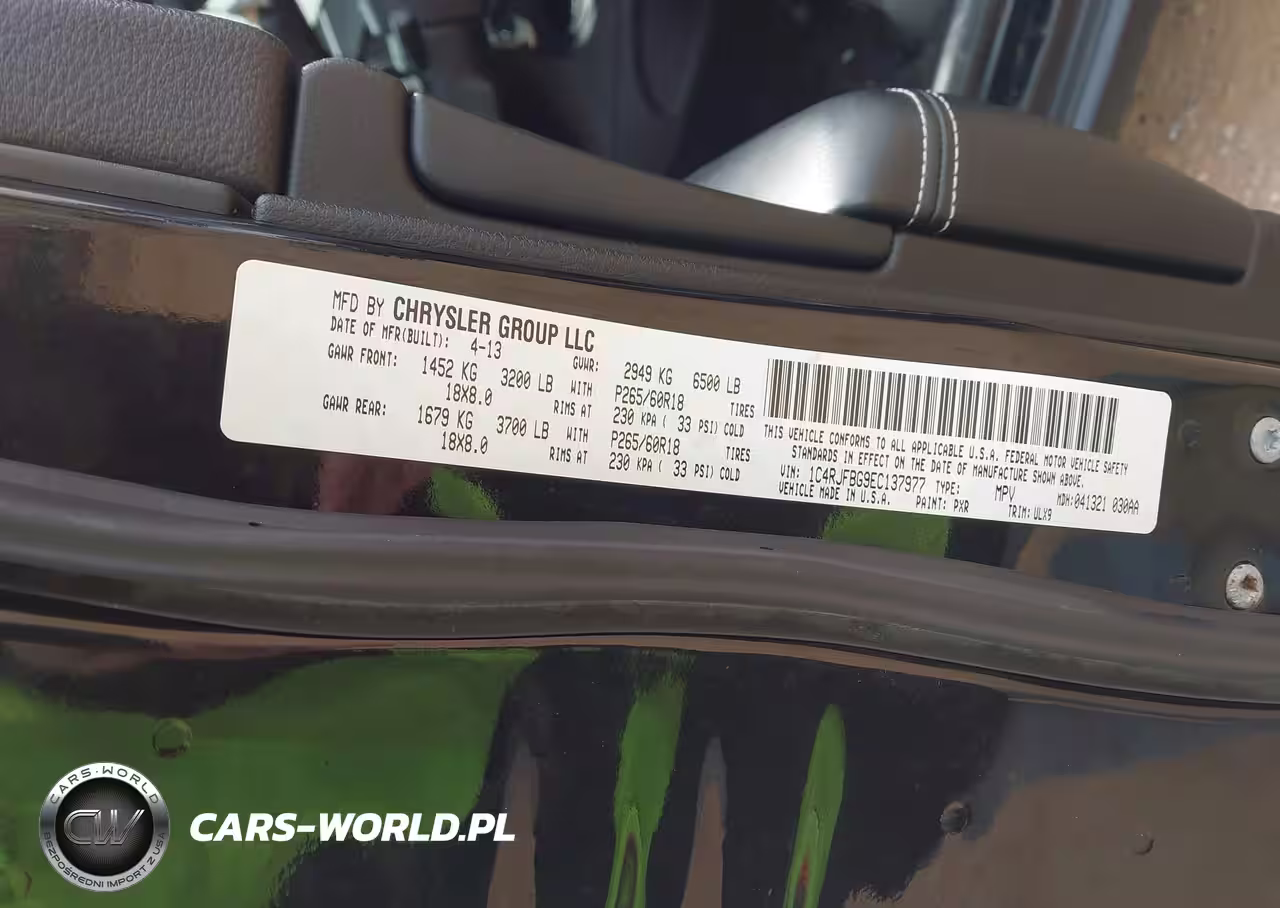 MFD BY CHRYSLER GROUP LLC
DATE OF MFR(BUILT): 4-13 GVWR: 2949 KG 6500 LB
GAWR FRONT: 1452 KG 3200 LB WITH P265/60R18 TIRES
18X8.0 RIMS AT 230 KPA ( 33 PSI) COLD
GAWR REAR: 1679 KG 3700 LB WITH P265/60R18 TIRES
18X8.0 RIMS AT 230 KPA ( 33 PSI) COLD
THIS VEHICLE CONFORMS TO ALL APPLICABLE U.S.A. FEDERAL MOTOR VEHICLE SAFETY
STANDARDS IN EFFECT ON THE DATE OF MANUFACTURE SHOWN ABOVE.
VIN: 1C4RJFBG9EC137977 TYPE: MPV MDH:041321 030AA
VEHICLE MADE IN U.S.A. PAINT: PXR TRIM: ULX9
CARS-WORLD
CW
BEZPOŚREDNI IMPORT Z USA
CARS-WORLD.PL